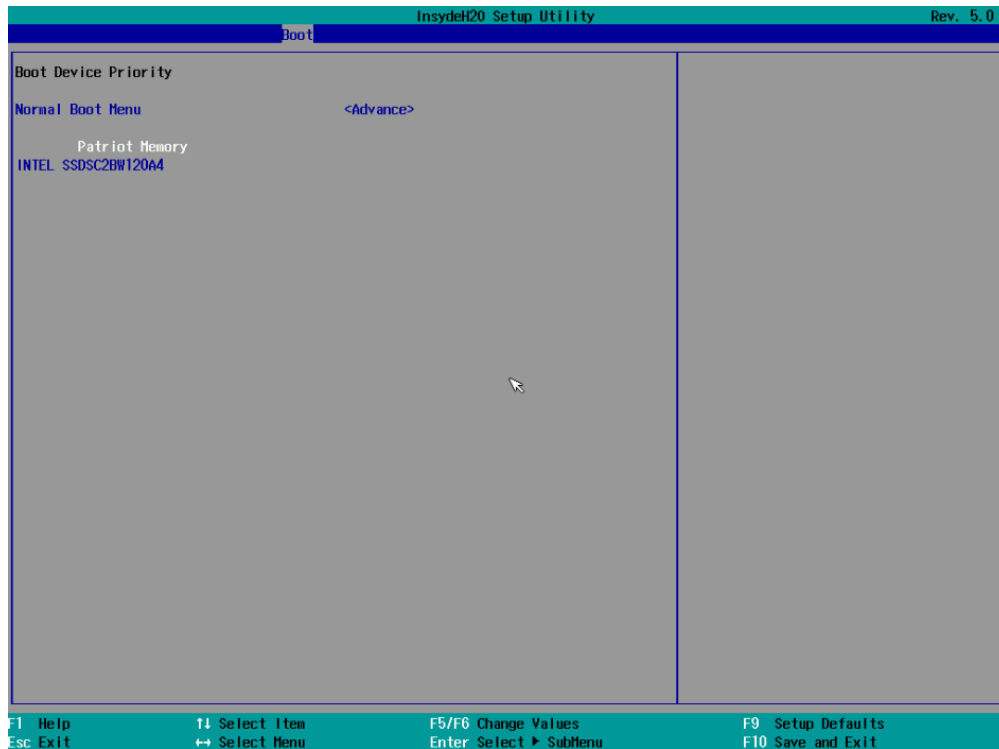 InsydeH20 Setup Utility Rev. 5.0
Boot
Boot Device Priority
Normal Boot Menu <Advance>
Patriot Memory
INTEL SSDSC2BW120A4
F1 Help ↑↓ Select Item F5/F6 Change Values F9 Setup Defaults
Esc Exit ↔ Select Menu Enter Select ▶ SubMenu F10 Save and Exit